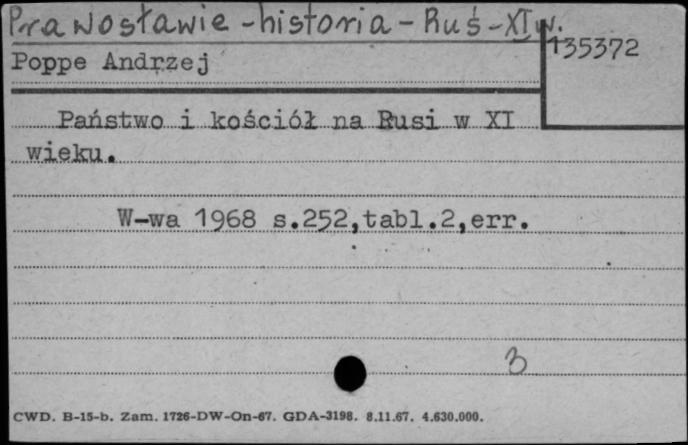 Prawosławie - historia - Ruś - XI w.
135372
Poppe Andrzej
Państwo i kościół na Rusi w XI
wieku.
W-wa 1968 s.252,tabl.2,err.
3
CWD. B-15-b. Zam. 1726-DW-On-67. GDA-3198. 8.11.67. 4.630.000.